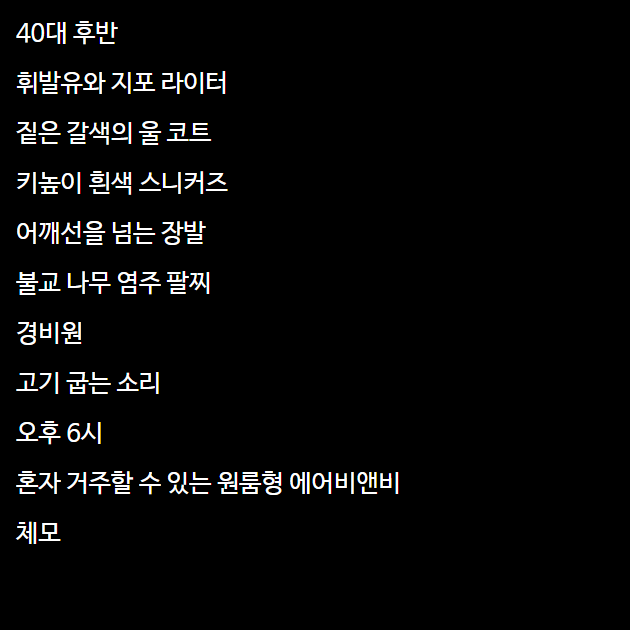 40대 후반
휘발유와 지포 라이터
짙은 갈색의 울 코트
키높이 흰색 스니커즈
어깨선을 넘는 장발
불교 나무 염주 팔찌
경비원
고기 굽는 소리
오후 6시
혼자 거주할 수 있는 원룸형 에어비앤비
체모